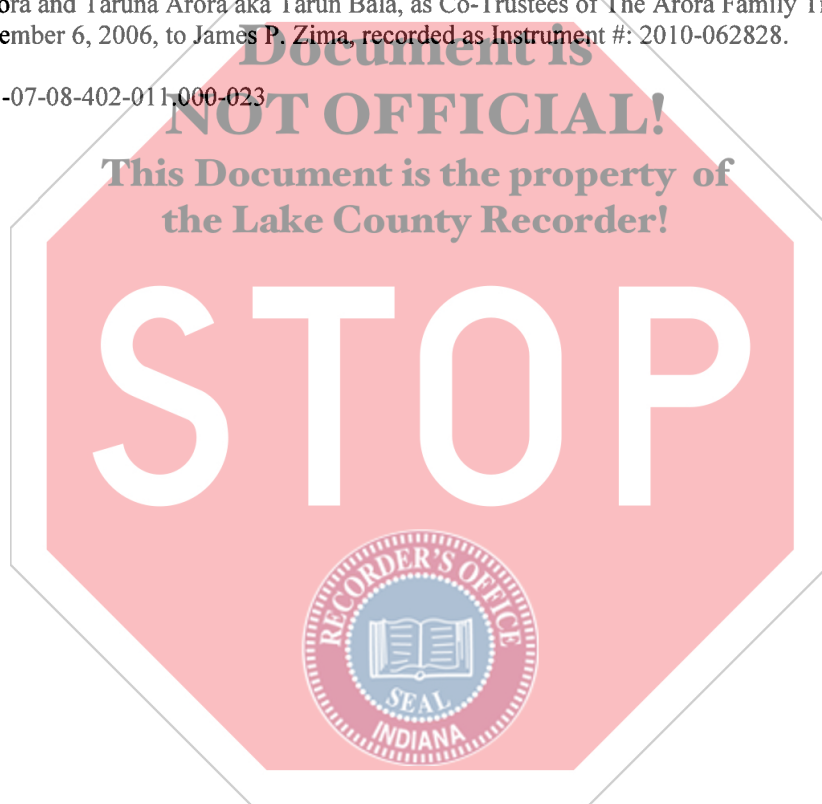 ora and Taruna Arora aka Tarun Bala, as Co-Trustees of The Arora Family T
ember 6, 2006, to James P. Zima, recorded as Instrument #: 2010-062828.
Document is
-07-08-402-011.000-023
NOT OFFICIAL!
This Document is the property of
the Lake County Recorder!
STOP
RECORDER'S OFFICE
SEAL
INDIANA